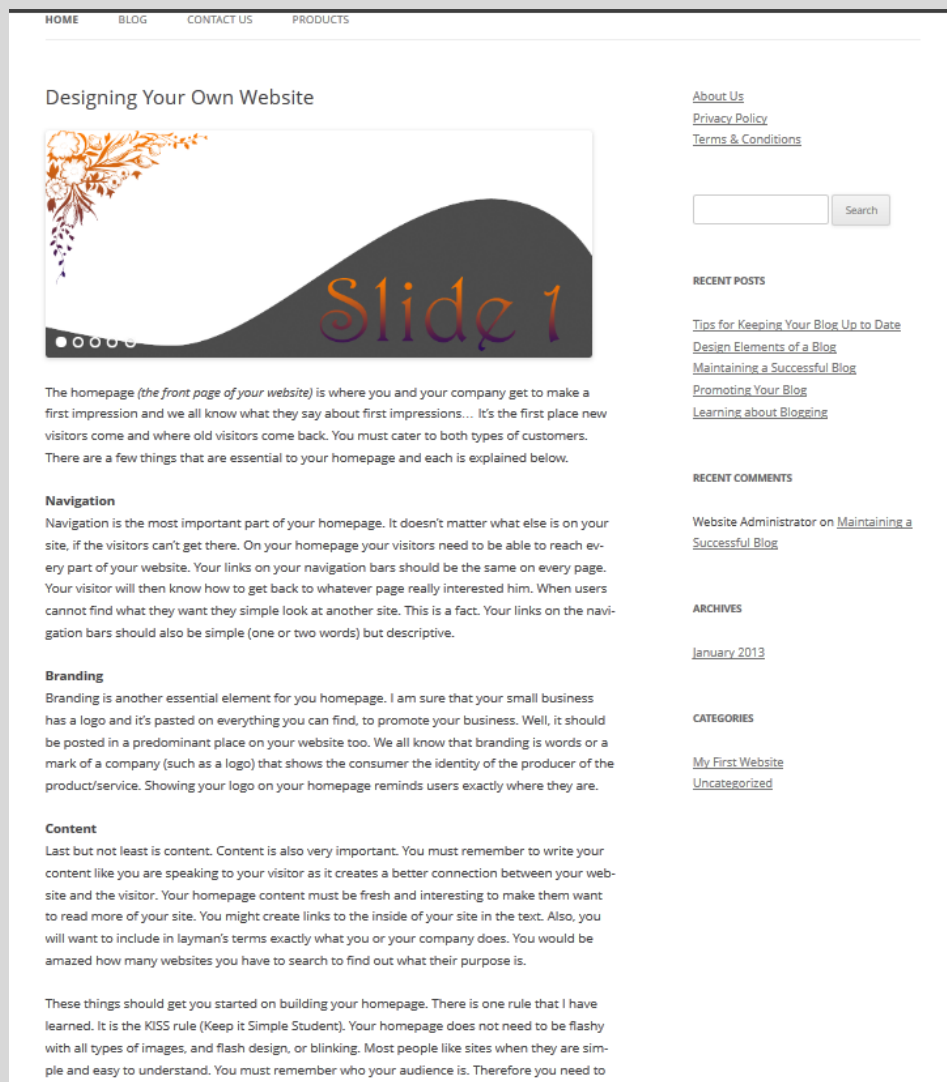 HOME BLOG CONTACT US PRODUCTS
Designing Your Own Website
Slide 1
The homepage (the front page of your website) is where you and your company get to make a
first impression and we all know what they say about first impressions… It's the first place new
visitors come and where old visitors come back. You must cater to both types of customers.
There are a few things that are essential to your homepage and each is explained below.
Navigation
Navigation is the most important part of your homepage. It doesn't matter what else is on your
site, if the visitors can't get there. On your homepage your visitors need to be able to reach ev-
ery part of your website. Your links on your navigation bars should be the same on every page.
Your visitor will then know how to get back to whatever page really interested him. When users
cannot find what they want they simple look at another site. This is a fact. Your links on the navi-
gation bars should also be simple (one or two words) but descriptive.
Branding
Branding is another essential element for you homepage. I am sure that your small business
has a logo and it's pasted on everything you can find, to promote your business. Well, it should
be posted in a predominant place on your website too. We all know that branding is words or a
mark of a company (such as a logo) that shows the consumer the identity of the producer of the
product/service. Showing your logo on your homepage reminds users exactly where they are.
Content
Last but not least is content. Content is also very important. You must remember to write your
content like you are speaking to your visitor as it creates a better connection between your web-
site and the visitor. Your homepage content must be fresh and interesting to make them want
to read more of your site. You might create links to the inside of your site in the text. Also, you
will want to include in layman's terms exactly what you or your company does. You would be
amazed how many websites you have to search to find out what their purpose is.
These things should get you started on building your homepage. There is one rule that I have
learned. It is the KISS rule (Keep it Simple Student). Your homepage does not need to be flashy
with all types of images, and flash design, or blinking. Most people like sites when they are sim-
ple and easy to understand. You must remember who your audience is. Therefore you need to
About Us
Privacy Policy
Terms & Conditions
Search
RECENT POSTS
Tips for Keeping Your Blog Up to Date
Design Elements of a Blog
Maintaining a Successful Blog
Promoting Your Blog
Learning about Blogging
RECENT COMMENTS
Website Administrator on Maintaining a
Successful Blog
ARCHIVES
January 2013
CATEGORIES
My First Website
Uncategorized